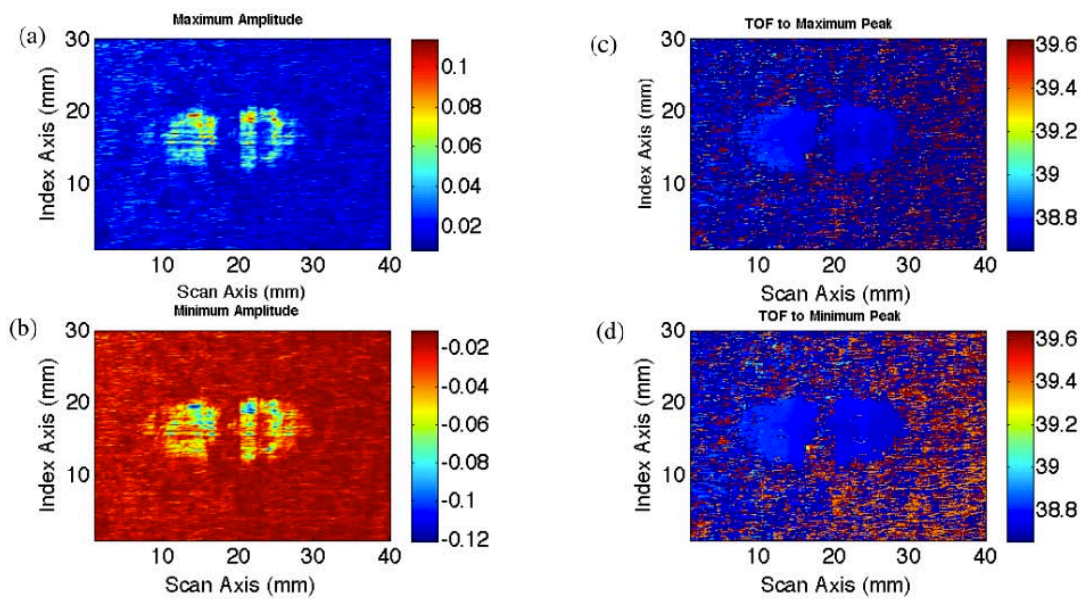 Maximum Amplitude
(a)
30
20
10
Index Axis (mm)
10 20 30 40
Scan Axis (mm)
0.1
0.08
0.06
0.04
0.02
Minimum Amplitude
(b)
30
20
10
Index Axis (mm)
10 20 30 40
Scan Axis (mm)
-0.02
-0.04
-0.06
-0.08
-0.1
-0.12
TOF to Maximum Peak
(c)
30
20
10
Index Axis (mm)
10 20 30 40
Scan Axis (mm)
39.6
39.4
39.2
39
38.8
TOF to Minimum Peak
(d)
30
20
10
Index Axis (mm)
10 20 30 40
Scan Axis (mm)
39.6
39.4
39.2
39
38.8